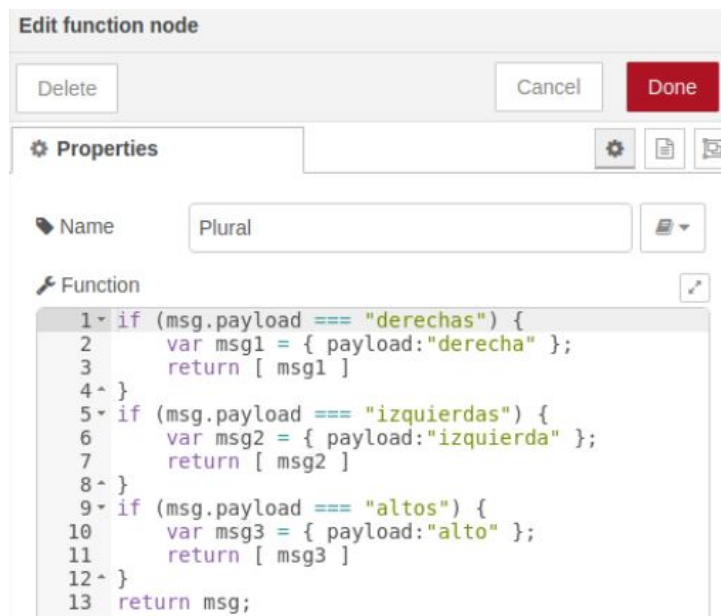 Edit function node
Delete Cancel Done
Properties
Name Plural
Function
1 if (msg.payload === "derechas") {
2     var msg1 = { payload:"derecha" };
3     return [ msg1 ]
4 }
5 if (msg.payload === "izquierdas") {
6     var msg2 = { payload:"izquierda" };
7     return [ msg2 ]
8 }
9 if (msg.payload === "altos") {
10     var msg3 = { payload:"alto" };
11     return [ msg3 ]
12 }
13 return msg;